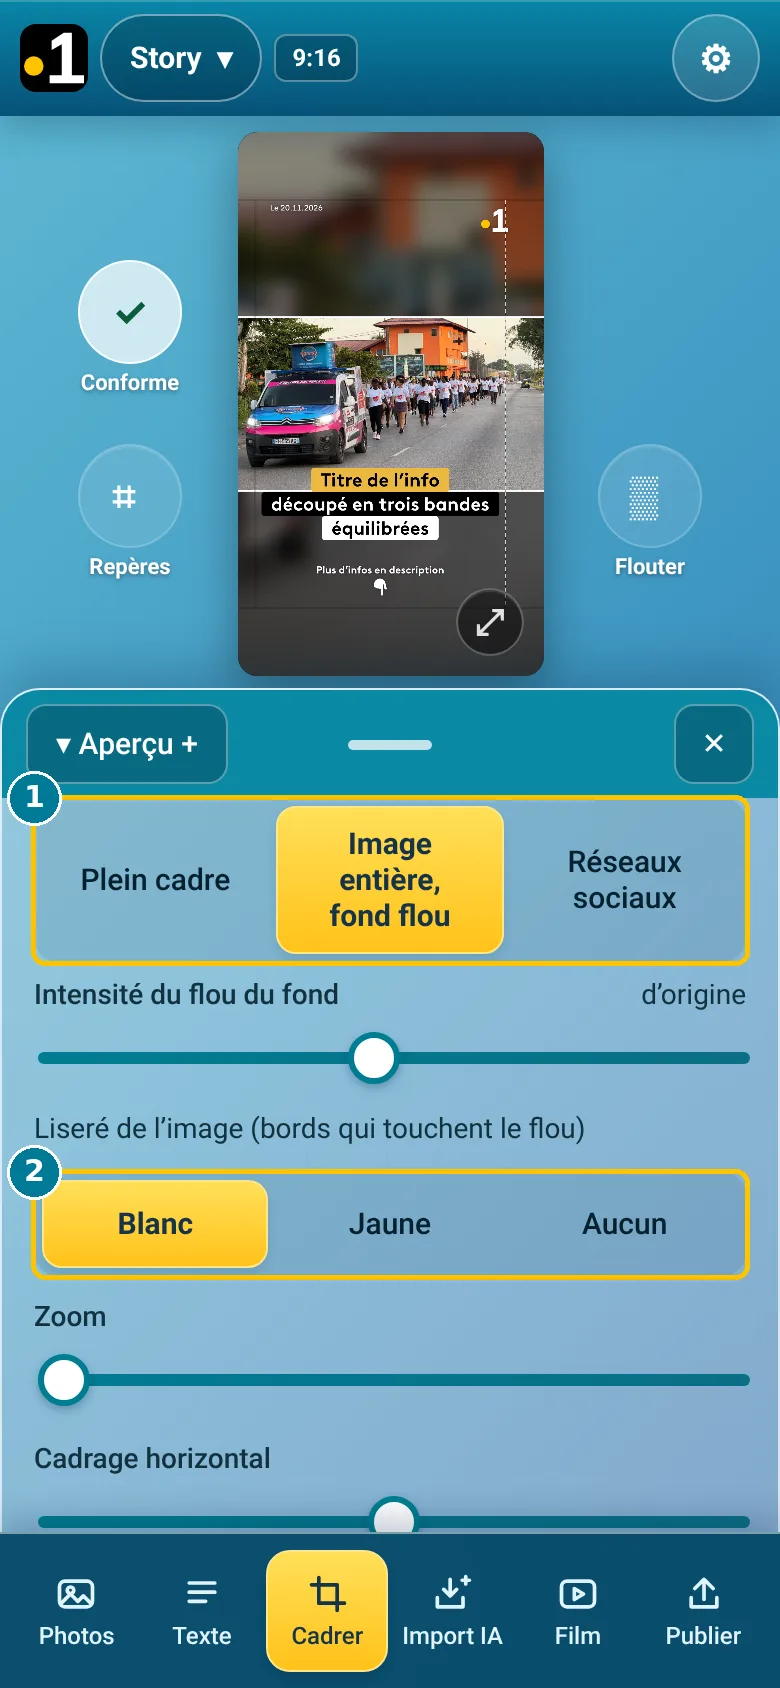 1
Story ▼
9:16
Le 20.11.2026
1
Conforme
Titre de l’info
découpé en trois bandes
équilibrées
Repères
Flouter
Plus d’infos en description
▾ Aperçu +
✕
1
Plein cadre
Image
entière,
fond flou
Réseaux
sociaux
Intensité du flou du fond
d’origine
Liseré de l’image (bords qui touchent le flou)
2
Blanc
Jaune
Aucun
Zoom
Cadrage horizontal
Photos
Texte
Cadrer
Import IA
Film
Publier